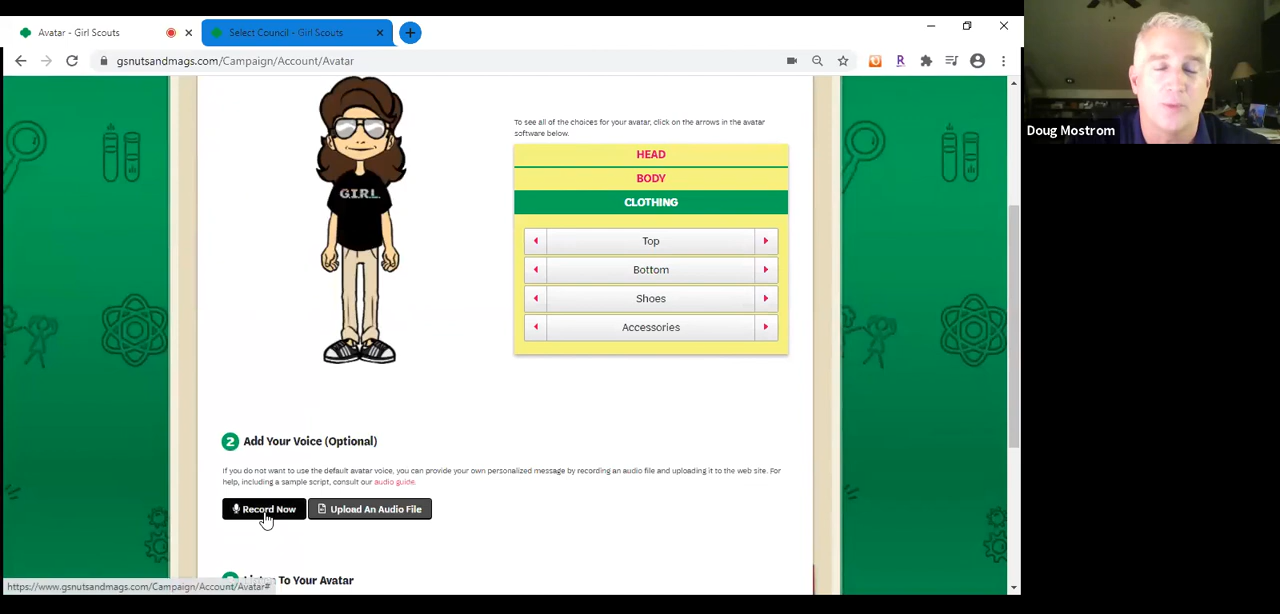 Avatar - Girl Scouts
Select Council - Girl Scouts
gsnutsandmags.com/Campaign/Account/Avatar
Doug Mostrom
To see all of the choices for your avatar, click on the arrows in the avatar
software below.
HEAD
BODY
CLOTHING
G.I.R.L.
Top
Bottom
Shoes
Accessories
2 Add Your Voice (Optional)
If you do not want to use the default avatar voice, you can provide your own personalized message by recording an audio file and uploading it to the web site. For
help, including a sample script, consult our audio guide.
Record Now
Upload An Audio File
Listen To Your Avatar
https://www.gsnutsandmags.com/Campaign/Account/Avatar#